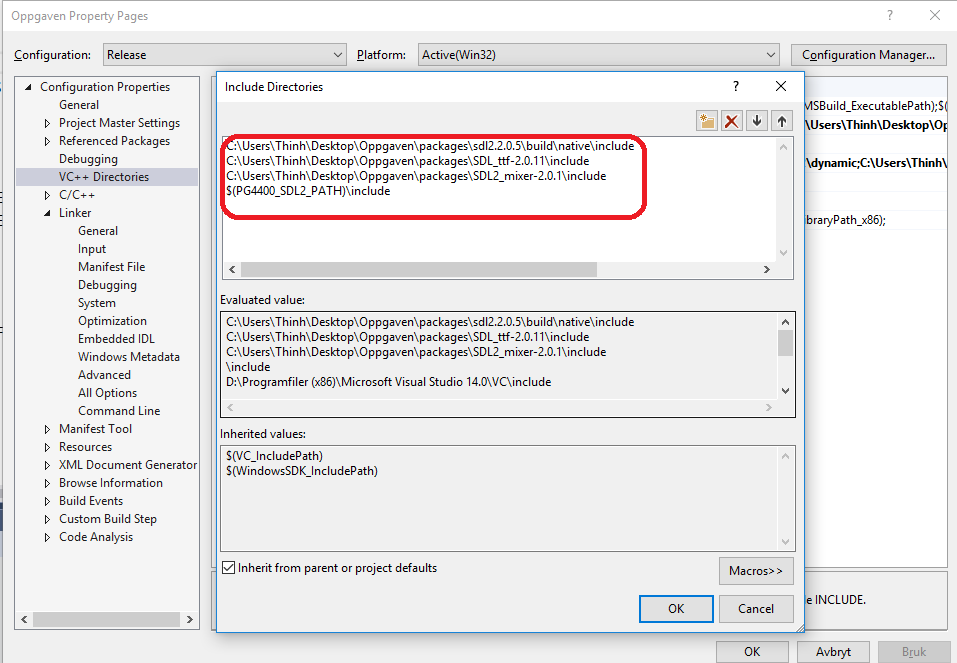 Oppgaven Property Pages
?
Configuration: Release
Platform: Active(Win32)
Configuration Manager...
Configuration Properties
General
Project Master Settings
Referenced Packages
Debugging
VC++ Directories
C/C++
Linker
General
Input
Manifest File
Debugging
System
Optimization
Embedded IDL
Windows Metadata
Advanced
All Options
Command Line
Manifest Tool
Resources
XML Document Generator
Browse Information
Build Events
Custom Build Step
Code Analysis
Include Directories
?
C:\Users\Thinh\Desktop\Oppgaven\packages\sdl2.2.0.5\build\native\include
C:\Users\Thinh\Desktop\Oppgaven\packages\SDL_ttf-2.0.11\include
C:\Users\Thinh\Desktop\Oppgaven\packages\SDL2_mixer-2.0.1\include
$(PG4400_SDL2_PATH)\include
Evaluated value:
C:\Users\Thinh\Desktop\Oppgaven\packages\sdl2.2.0.5\build\native\include
C:\Users\Thinh\Desktop\Oppgaven\packages\SDL_ttf-2.0.11\include
C:\Users\Thinh\Desktop\Oppgaven\packages\SDL2_mixer-2.0.1\include
\include
D:\Programfiler (x86)\Microsoft Visual Studio 14.0\VC\include
Inherited values:
$(VC_IncludePath)
$(WindowsSDK_IncludePath)
Inherit from parent or project defaults
Macros>>
OK
Cancel
MSBuild_ExecutablePath);$(
\Users\Thinh\Desktop\Op
\dynamic;C:\Users\Thinh\
ibraryPath_x86);
e INCLUDE.
OK
Avbryt
Bruk